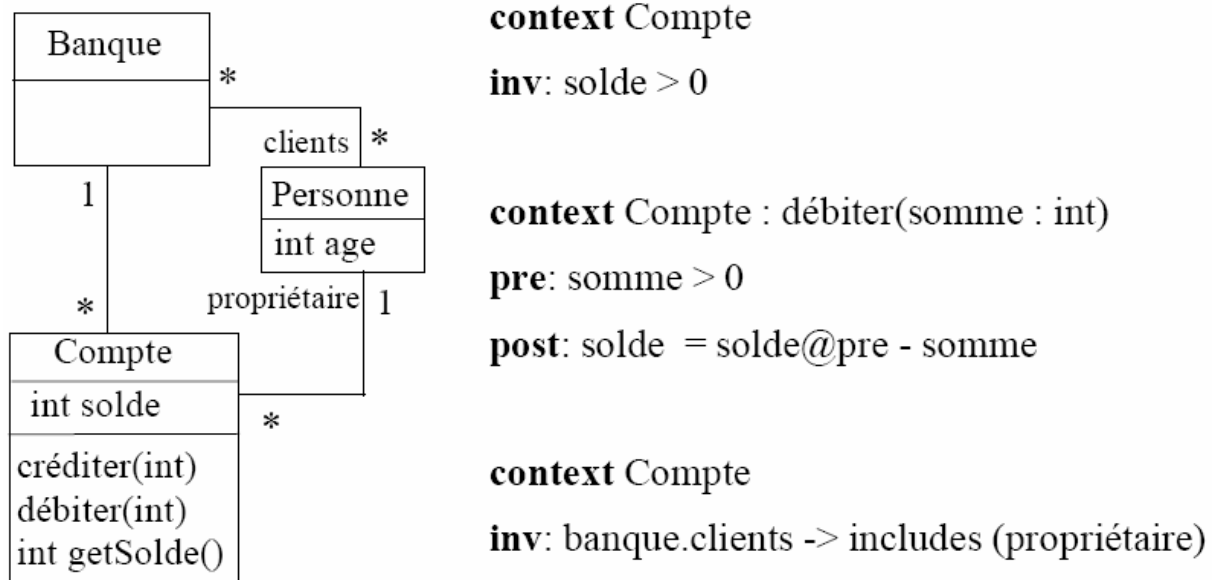 Banque
*
clients *
1
Personne
int age
propriétaire 1
*
Compte
int solde
*
créditer(int)
débiter(int)
int getSolde()
context Compte
inv: solde > 0
context Compte : débiter(somme : int)
pre: somme > 0
post: solde = solde@pre - somme
context Compte
inv: banque.clients -> includes (propriétaire)